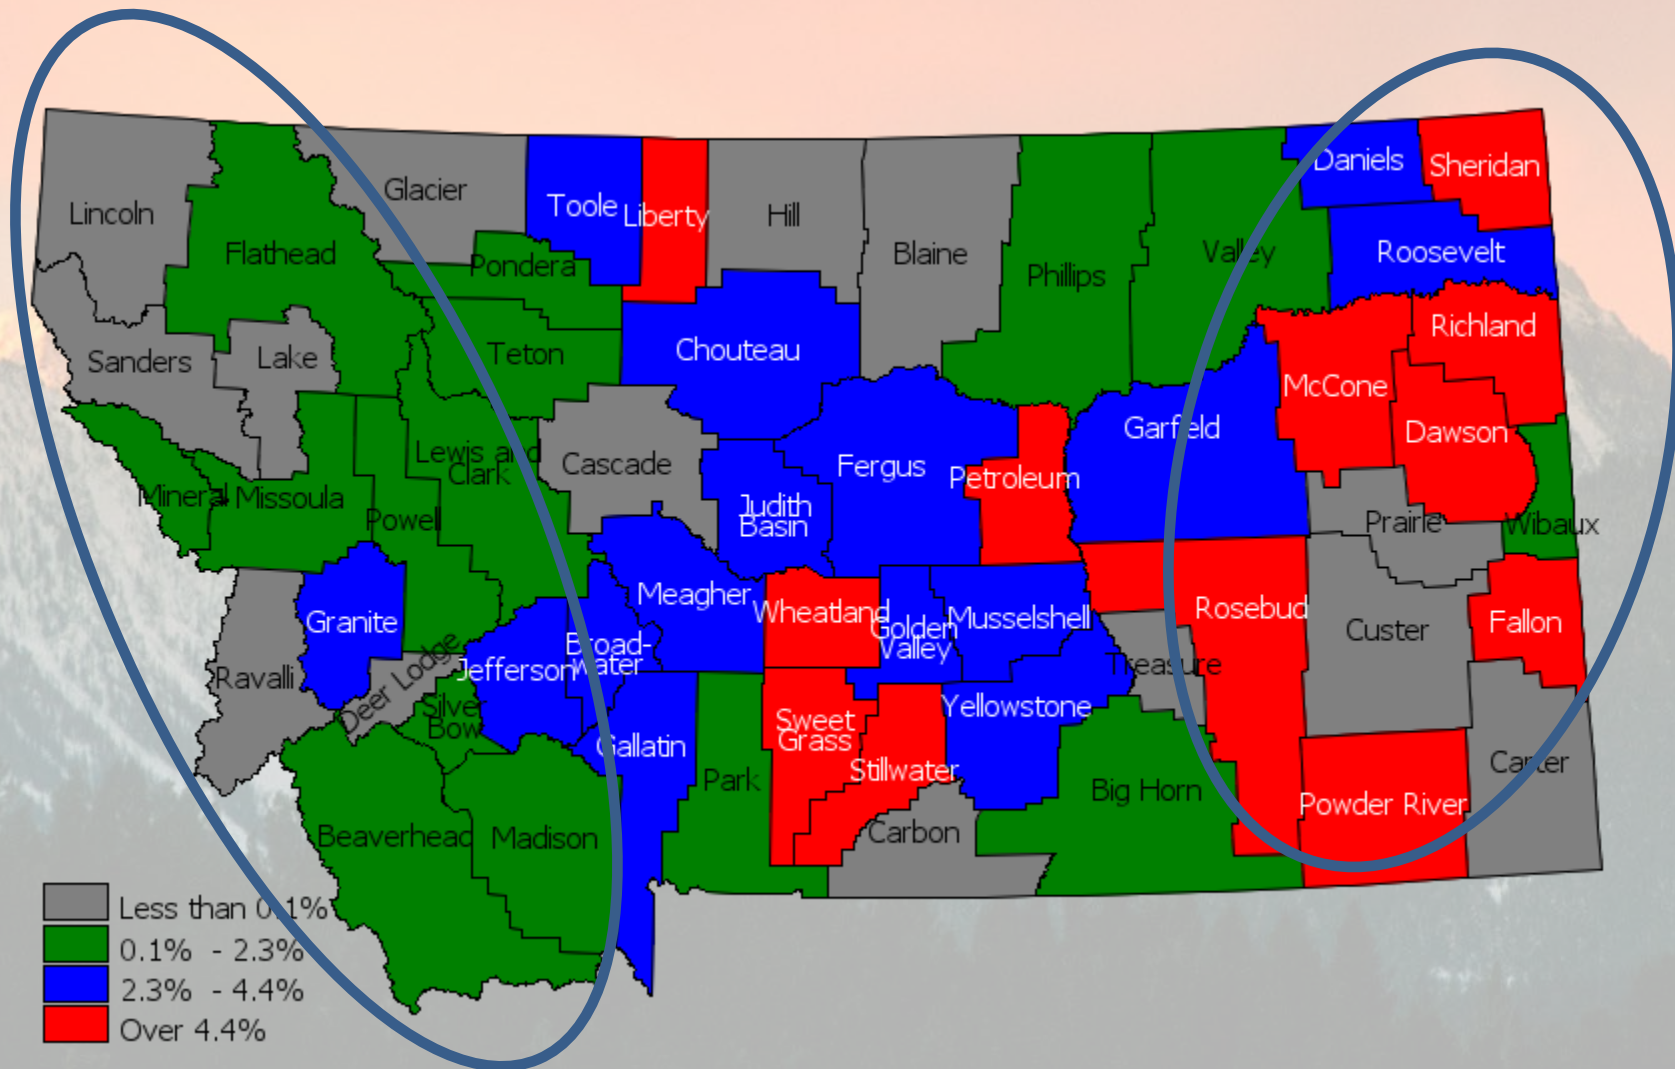 Lincoln
Flathead
Glacier
Toole
Liberty
Hill
Blaine
Phillips
Valley
Daniels
Sheridan
Roosevelt
Pondera
Sanders
Lake
Teton
Chouteau
Richland
McCone
Dawson
Garfield
Mineral
Missoula
Powell
Lewis and
Clark
Cascade
Judith
Basin
Fergus
Petroleum
Prairie
Wibaux
Granite
Ravalli
Deer Lodge
Silver
Bow
Jefferson
Broad-
water
Meagher
Wheatland
Golden
Valley
Musselshell
Treasure
Rosebud
Custer
Fallon
Gallatin
Park
Sweet
Grass
Stillwater
Yellowstone
Big Horn
Carbon
Powder River
Carter
Beaverhead
Madison
Less than 0.1%
0.1% - 2.3%
2.3% - 4.4%
Over 4.4%